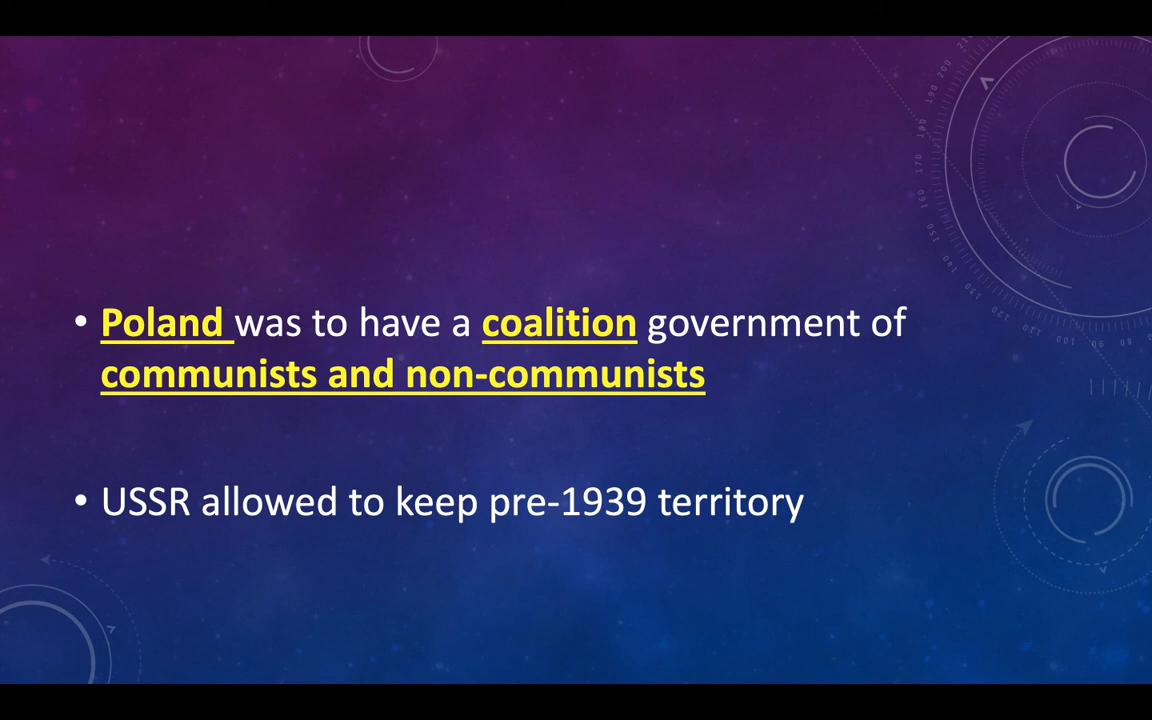 • Poland was to have a coalition government of
communists and non-communists
• USSR allowed to keep pre-1939 territory